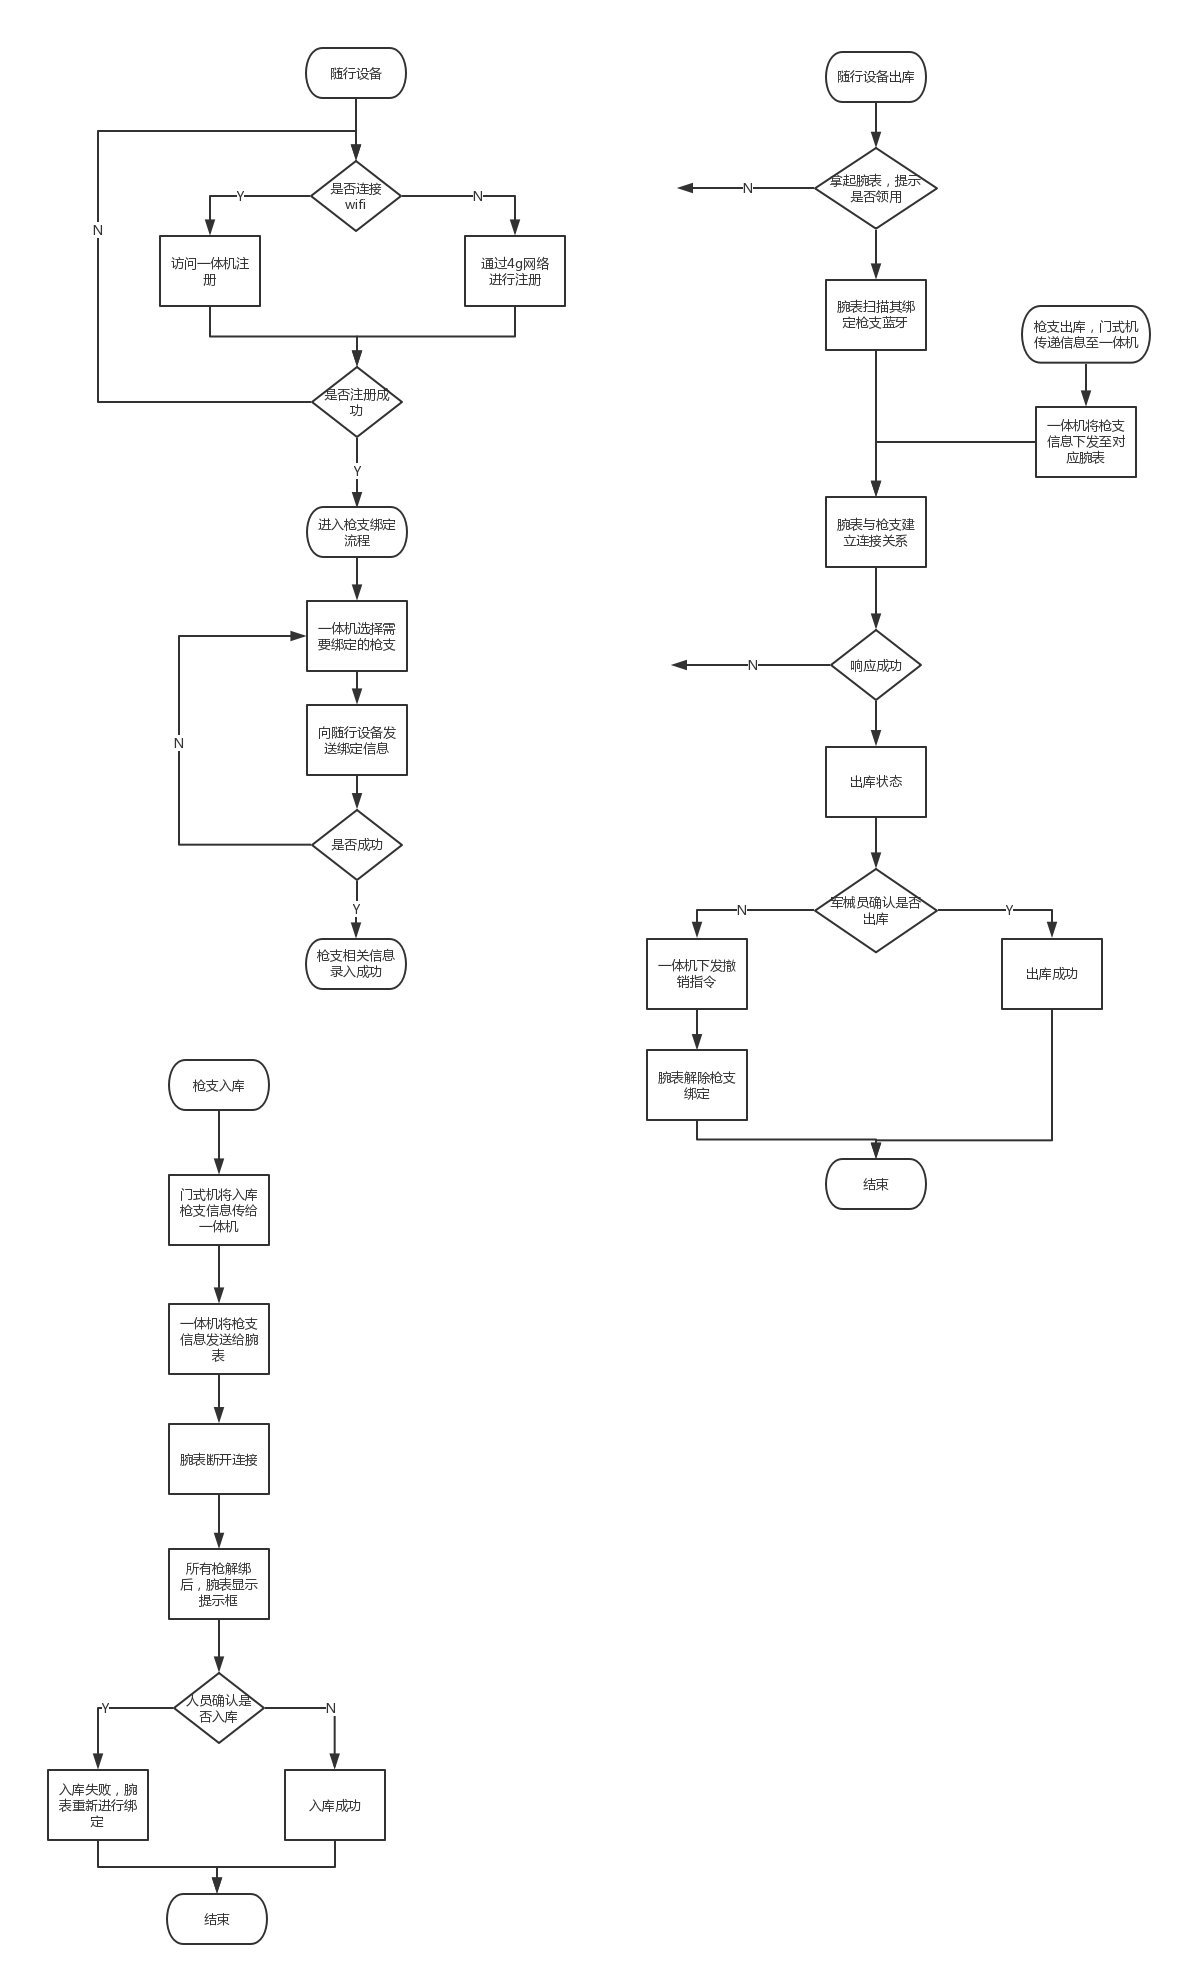 随行设备
是否连接
wifi
Y
N
访问一体机注
册
通过4g网络
进行注册
N
是否注册成
功
Y
进入枪支绑定
流程
一体机选择需
要绑定的枪支
向随行设备发
送绑定信息
N
是否成功
Y
枪支相关信息
录入成功
随行设备出库
拿起腕表，提示
是否领用
N
腕表扫描其绑
定枪支蓝牙
枪支出库，门式机
传递信息至一体机
一体机将枪支
信息下发至对
应腕表
腕表与枪支建
立连接关系
响应成功
N
出库状态
军械员确认是否
出库
N
Y
一体机下发撤
销指令
出库成功
腕表解除枪支
绑定
结束
枪支入库
门式机将入库
枪支信息传给
一体机
一体机将枪支
信息发送给腕
表
腕表断开连接
所有枪解绑
后，腕表显示
提示框
人员确认是
否入库
Y
N
入库失败，腕
表重新进行绑
定
入库成功
结束